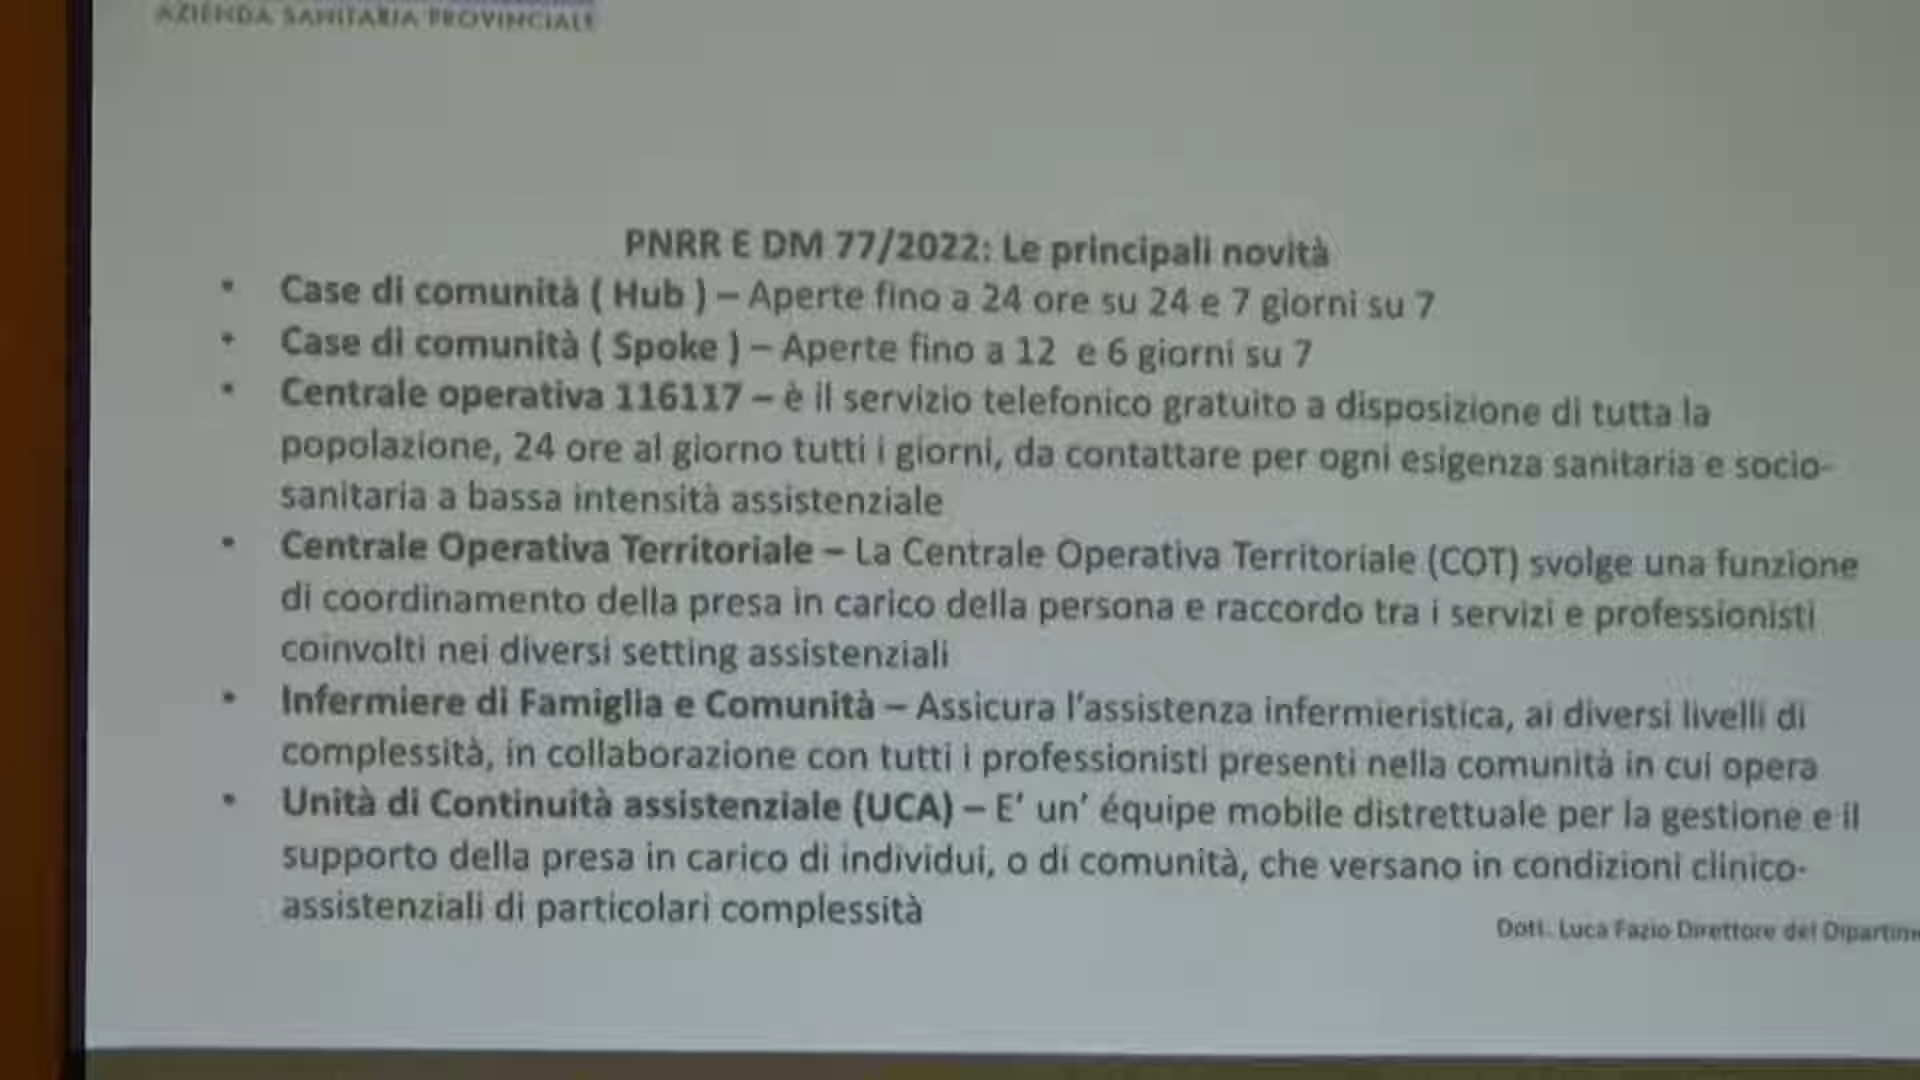 AZIENDA SANITARIA PROVINCIALE
PNRR E DM 77/2022: Le principali novità
• Case di comunità ( Hub ) – Aperte fino a 24 ore su 24 e 7 giorni su 7
• Case di comunità ( Spoke ) – Aperte fino a 12 e 6 giorni su 7
• Centrale operativa 116117 – è il servizio telefonico gratuito a disposizione di tutta la
popolazione, 24 ore al giorno tutti i giorni, da contattare per ogni esigenza sanitaria e socio-
sanitaria a bassa intensità assistenziale
• Centrale Operativa Territoriale – La Centrale Operativa Territoriale (COT) svolge una funzione
di coordinamento della presa in carico della persona e raccordo tra i servizi e professionisti
coinvolti nei diversi setting assistenziali
• Infermiere di Famiglia e Comunità – Assicura l'assistenza infermieristica, ai diversi livelli di
complessità, in collaborazione con tutti i professionisti presenti nella comunità in cui opera
• Unità di Continuità assistenziale (UCA) – E' un' équipe mobile distrettuale per la gestione e il
supporto della presa in carico di individui, o di comunità, che versano in condizioni clinico-
assistenziali di particolari complessità
Dott. Luca Fazio Direttore del